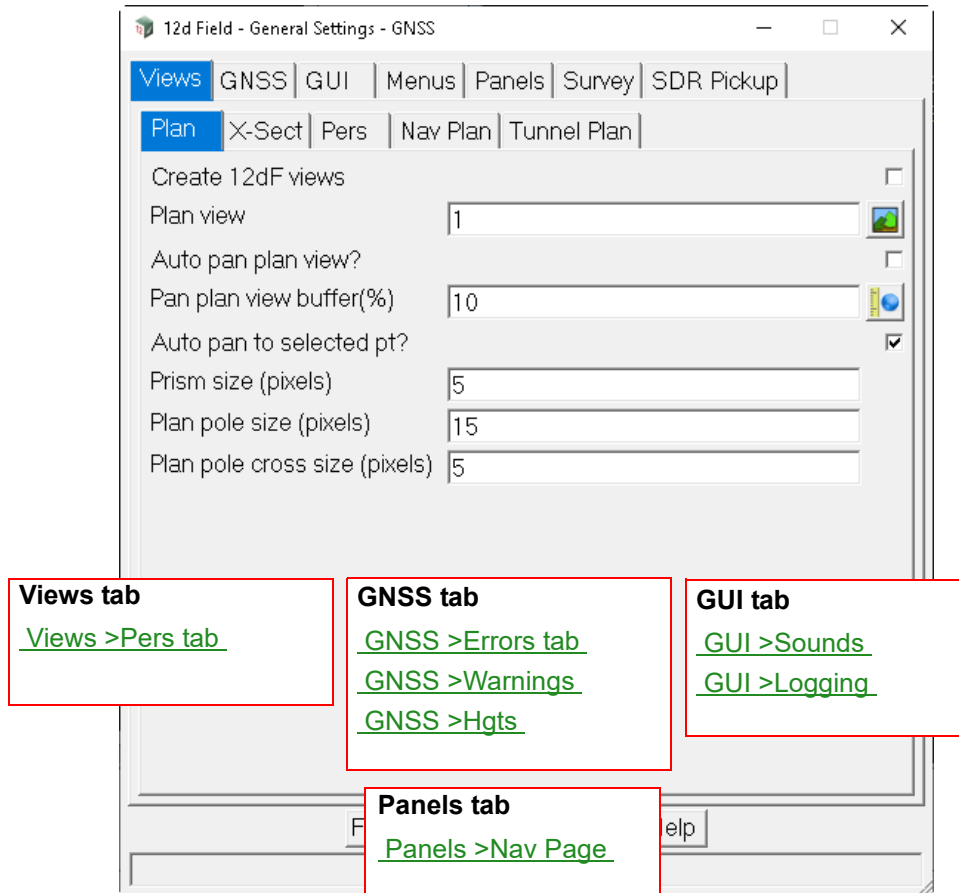 12d Field - General Settings - GNSS
Views GNSS GUI Menus Panels Survey SDR Pickup
Plan X-Sect Pers Nav Plan Tunnel Plan
Create 12dF views
Plan view 1
Auto pan plan view?
Pan plan view buffer(%) 10
Auto pan to selected pt?
Prism size (pixels) 5
Plan pole size (pixels) 15
Plan pole cross size (pixels) 5
Views tab
Views >Pers tab
GNSS tab
GNSS >Errors tab
GNSS >Warnings
GNSS >Hgts
GUI tab
GUI >Sounds
GUI >Logging
Panels tab
Panels >Nav Page
F
elp